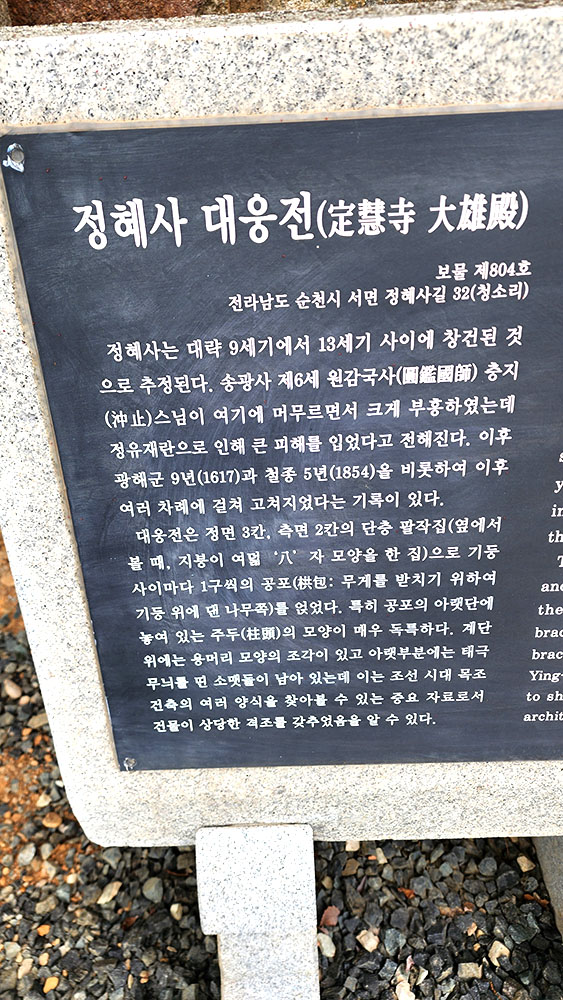 정혜사 대웅전(定慧寺 大雄殿)
보물 제804호
전라남도 순천시 서면 정혜사길 32(청소리)
정혜사는 대략 9세기에서 13세기 사이에 창건된 것
으로 추정된다. 송광사 제6세 원감국사(圓鑑國師) 충지
(沖止)스님이 여기에 머무르면서 크게 부흥하였는데
정유재란으로 인해 큰 피해를 입었다고 전해진다. 이후
광해군 9년(1617)과 철종 5년(1854)을 비롯하여 이후
여러 차례에 걸쳐 고쳐지었다는 기록이 있다.
대웅전은 정면 3칸, 측면 2칸의 단층 팔작집(옆에서
볼 때, 지붕이 여덟 ‘八’ 자 모양을 한 집)으로 기둥
사이마다 1구씩의 공포(栱包: 무게를 받치기 위하여
기둥 위에 댄 나무쪽)를 얹었다. 특히 공포의 아랫단에
놓여 있는 주두(柱頭)의 모양이 매우 독특하다. 계단
위에는 용머리 모양의 조각이 있고 아랫부분에는 태극
무늬를 띤 소맷돌이 남아 있는데 이는 조선 시대 목조
건축의 여러 양식을 찾아볼 수 있는 중요 자료로서
건물이 상당한 격조를 갖추었음을 알 수 있다.
s
y
in
th
T
and
the
brac
brac
Ying-
to sh
archit